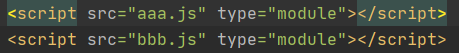 <script src="aaa.js" type="module"></script>
<script src="bbb.js" type="module"></script>